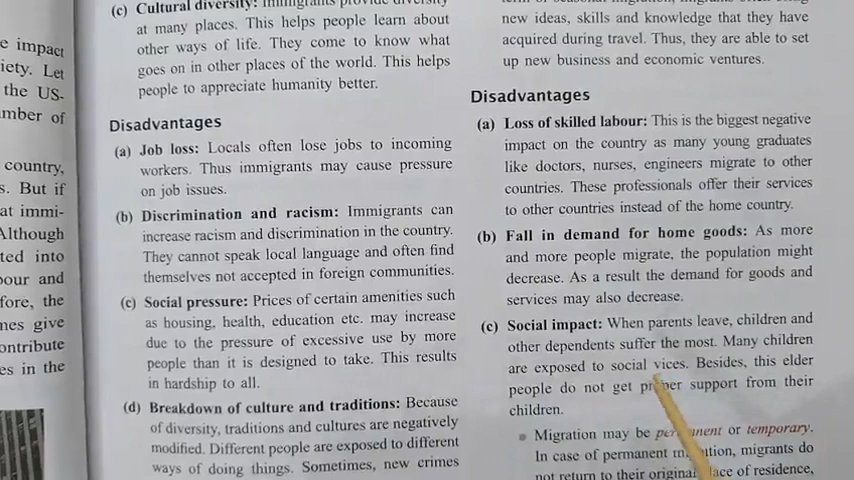 e impact
iety. Let
the US-
mber of
country,
s. But if
at immi-
Although
ted into
our and
fore, the
mes give
ontribute
es in the
(c) Cultural diversity: Immigrants provide diversity
at many places. This helps people learn about
other ways of life. They come to know what
goes on in other places of the world. This helps
people to appreciate humanity better.
Disadvantages
(a) Job loss: Locals often lose jobs to incoming
workers. Thus immigrants may cause pressure
on job issues.
(b) Discrimination and racism: Immigrants can
increase racism and discrimination in the country.
They cannot speak local language and often find
themselves not accepted in foreign communities.
(c) Social pressure: Prices of certain amenities such
as housing, health, education etc. may increase
due to the pressure of excessive use by more
people than it is designed to take. This results
in hardship to all.
(d) Breakdown of culture and traditions: Because
of diversity, traditions and cultures are negatively
modified. Different people are exposed to different
ways of doing things. Sometimes, new crimes
new ideas, skills and knowledge that they have
acquired during travel. Thus, they are able to set
up new business and economic ventures.
Disadvantages
(a) Loss of skilled labour: This is the biggest negative
impact on the country as many young graduates
like doctors, nurses, engineers migrate to other
countries. These professionals offer their services
to other countries instead of the home country.
(b) Fall in demand for home goods: As more
and more people migrate, the population might
decrease. As a result the demand for goods and
services may also decrease.
(c) Social impact: When parents leave, children and
other dependents suffer the most. Many children
are exposed to social vices. Besides, this elder
people do not get proper support from their
children.
Migration may be permanent or temporary.
In case of permanent migration, migrants do
not return to their original place of residence,